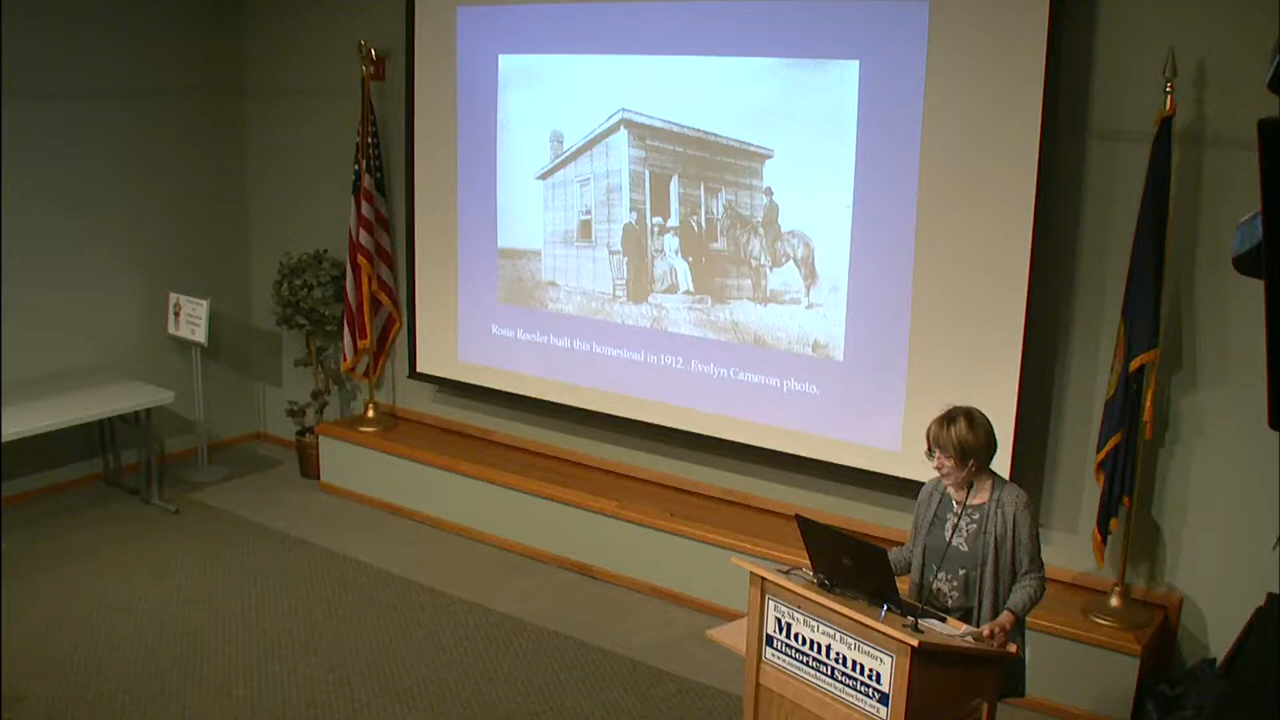 Rosie Roesler built this homestead in 1912. .Evelyn Cameron photo.
Big Sky. Big Land. Big History.
Montana
Historical Society
www.montanahistoricalsociety.org